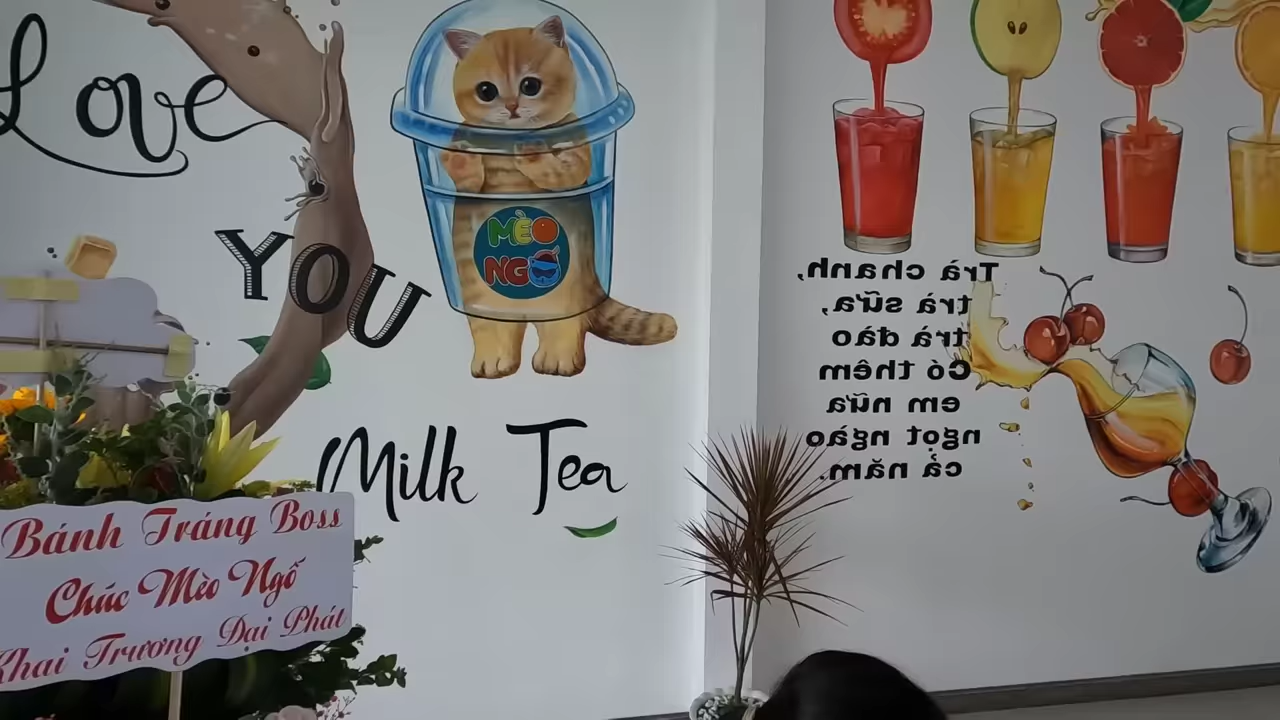 Love
YOU
MÈO
NGỐ
Milk Tea
Trà chanh,
trà sữa,
trà đào
Có thêm
em nữa
ngọt ngào
cả năm.
Bánh Tráng Boss
Chúc Mèo Ngố
Khai Trương Đại Phát